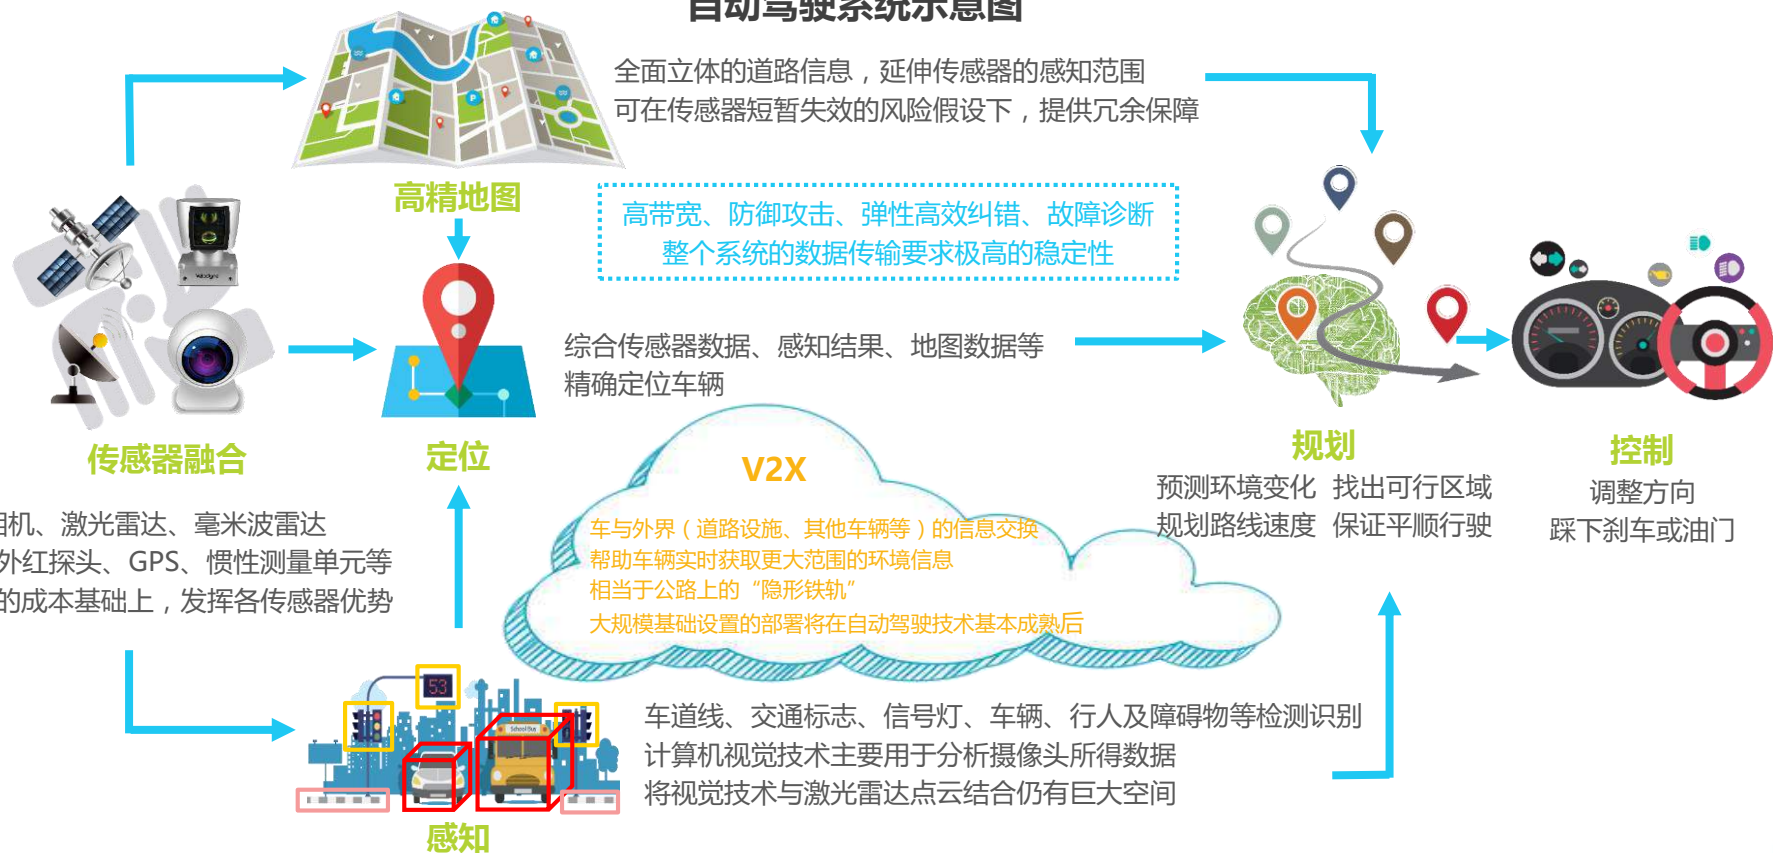 自动驾驶系统示意图
全面立体的道路信息，延伸传感器的感知范围
可在传感器短暂失效的风险假设下，提供冗余保障
高精地图
高带宽、防御攻击、弹性高效纠错、故障诊断
整个系统的数据传输要求极高的稳定性
综合传感器数据、感知结果、地图数据等
精确定位车辆
传感器融合
相机、激光雷达、毫米波雷达
外红探头、GPS、惯性测量单元等
的成本基础上，发挥各传感器优势
定位
V2X
车与外界（道路设施、其他车辆等）的信息交换
帮助车辆实时获取更大范围的环境信息
相当于公路上的“隐形铁轨”
大规模基础设置的部署将在自动驾驶技术基本成熟后
规划
预测环境变化 找出可行区域
规划路线速度 保证平顺行驶
控制
调整方向
踩下刹车或油门
53
School Bus
车道线、交通标志、信号灯、车辆、行人及障碍物等检测识别
计算机视觉技术主要用于分析摄像头所得数据
将视觉技术与激光雷达点云结合仍有巨大空间
感知